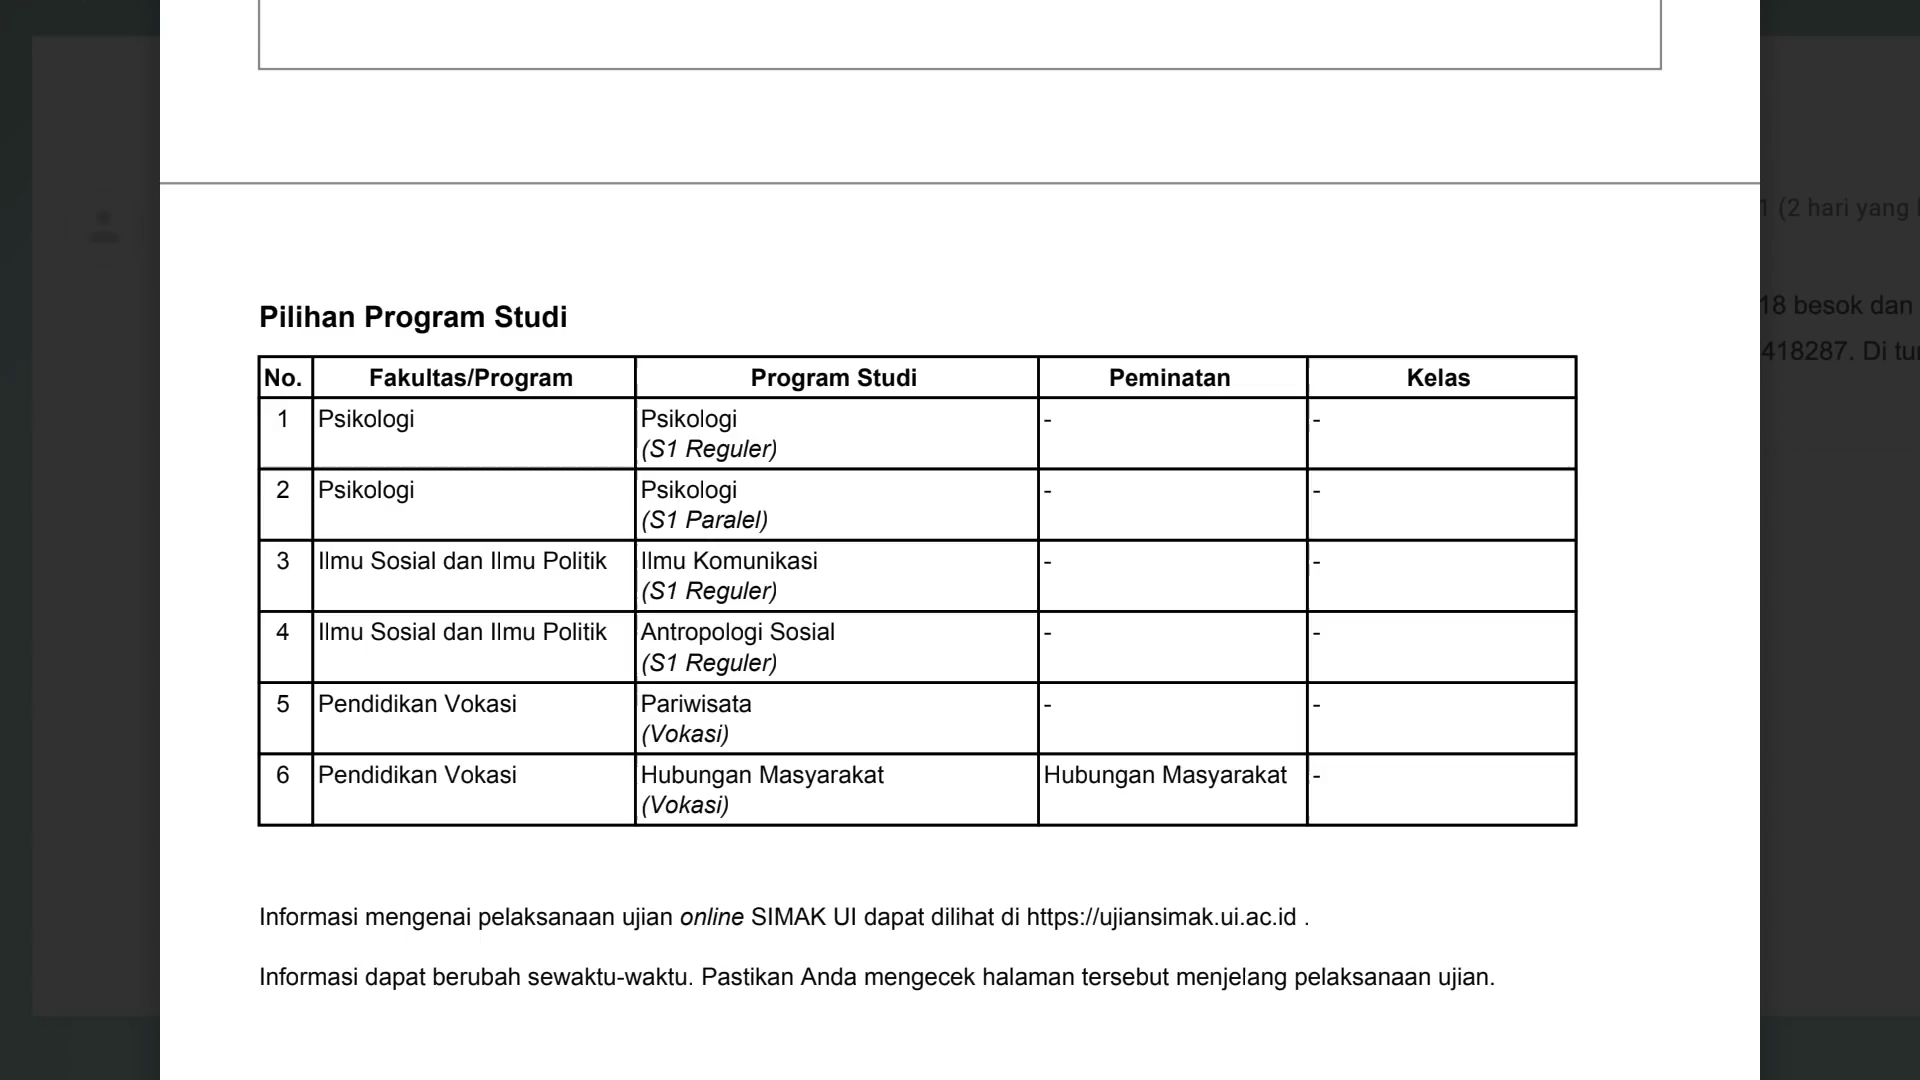 1 (2 hari yang
18 besok dan
418287. Di
Pilihan Program Studi
No. Fakultas/Program Program Studi Peminatan Kelas
1 Psikologi Psikologi - -
(S1 Reguler)
2 Psikologi Psikologi - -
(S1 Paralel)
3 Ilmu Sosial dan Ilmu Politik Ilmu Komunikasi - -
(S1 Reguler)
4 Ilmu Sosial dan Ilmu Politik Antropologi Sosial - -
(S1 Reguler)
5 Pendidikan Vokasi Pariwisata - -
(Vokasi)
6 Pendidikan Vokasi Hubungan Masyarakat Hubungan Masyarakat -
(Vokasi)
Informasi mengenai pelaksanaan ujian online SIMAK UI dapat dilihat di https://ujiansimak.ui.ac.id .
Informasi dapat berubah sewaktu-waktu. Pastikan Anda mengecek halaman tersebut menjelang pelaksanaan ujian.